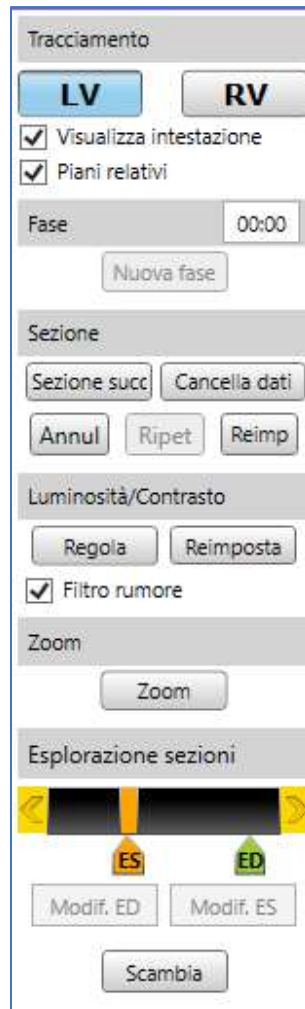 Tracciamento
LV RV
Visualizza intestazione
Piani relativi
Fase 00:00
Nuova fase
Sezione
Sezione succ Cancella dati
Annul Ripet Reimp
Luminosità/Contrasto
Regola Reimposta
Filtro rumore
Zoom
Zoom
Esplorazione sezioni
ES ED
Modif. ED Modif. ES
Scambia